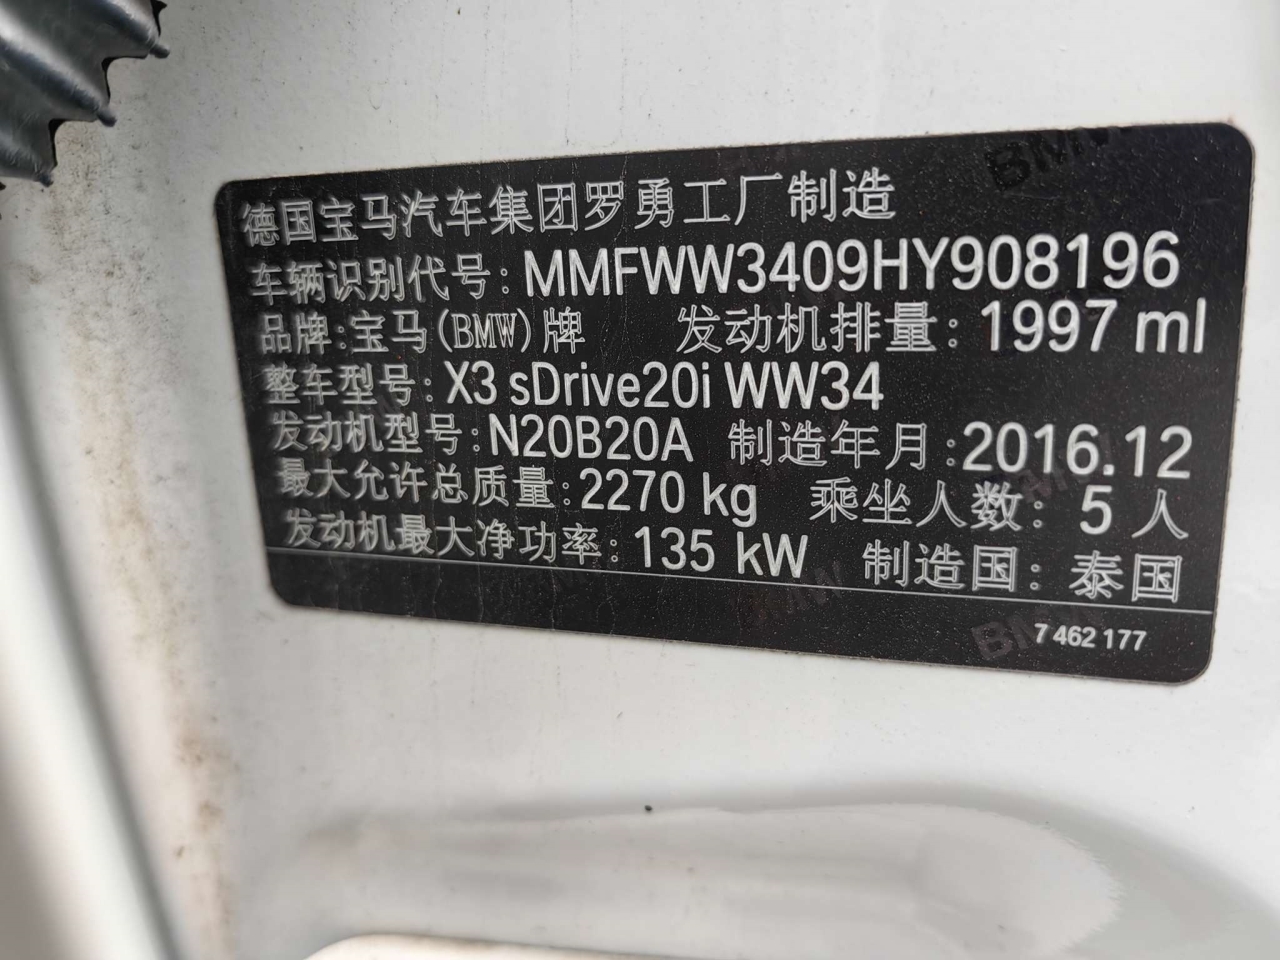 德国宝马汽车集团罗勇工厂制造
车辆识别代号: MMFWW3409HY908196
品牌:宝马(BMW)牌 发动机排量: 1997 ml
整车型号: X3 sDrive20i WW34
发动机型号: N20B20A 制造年月:2016.12
最大允许总质量: 2270 kg 乘坐人数: 5 人
发动机最大净功率: 135 kW 制造国: 泰国
7 462 177